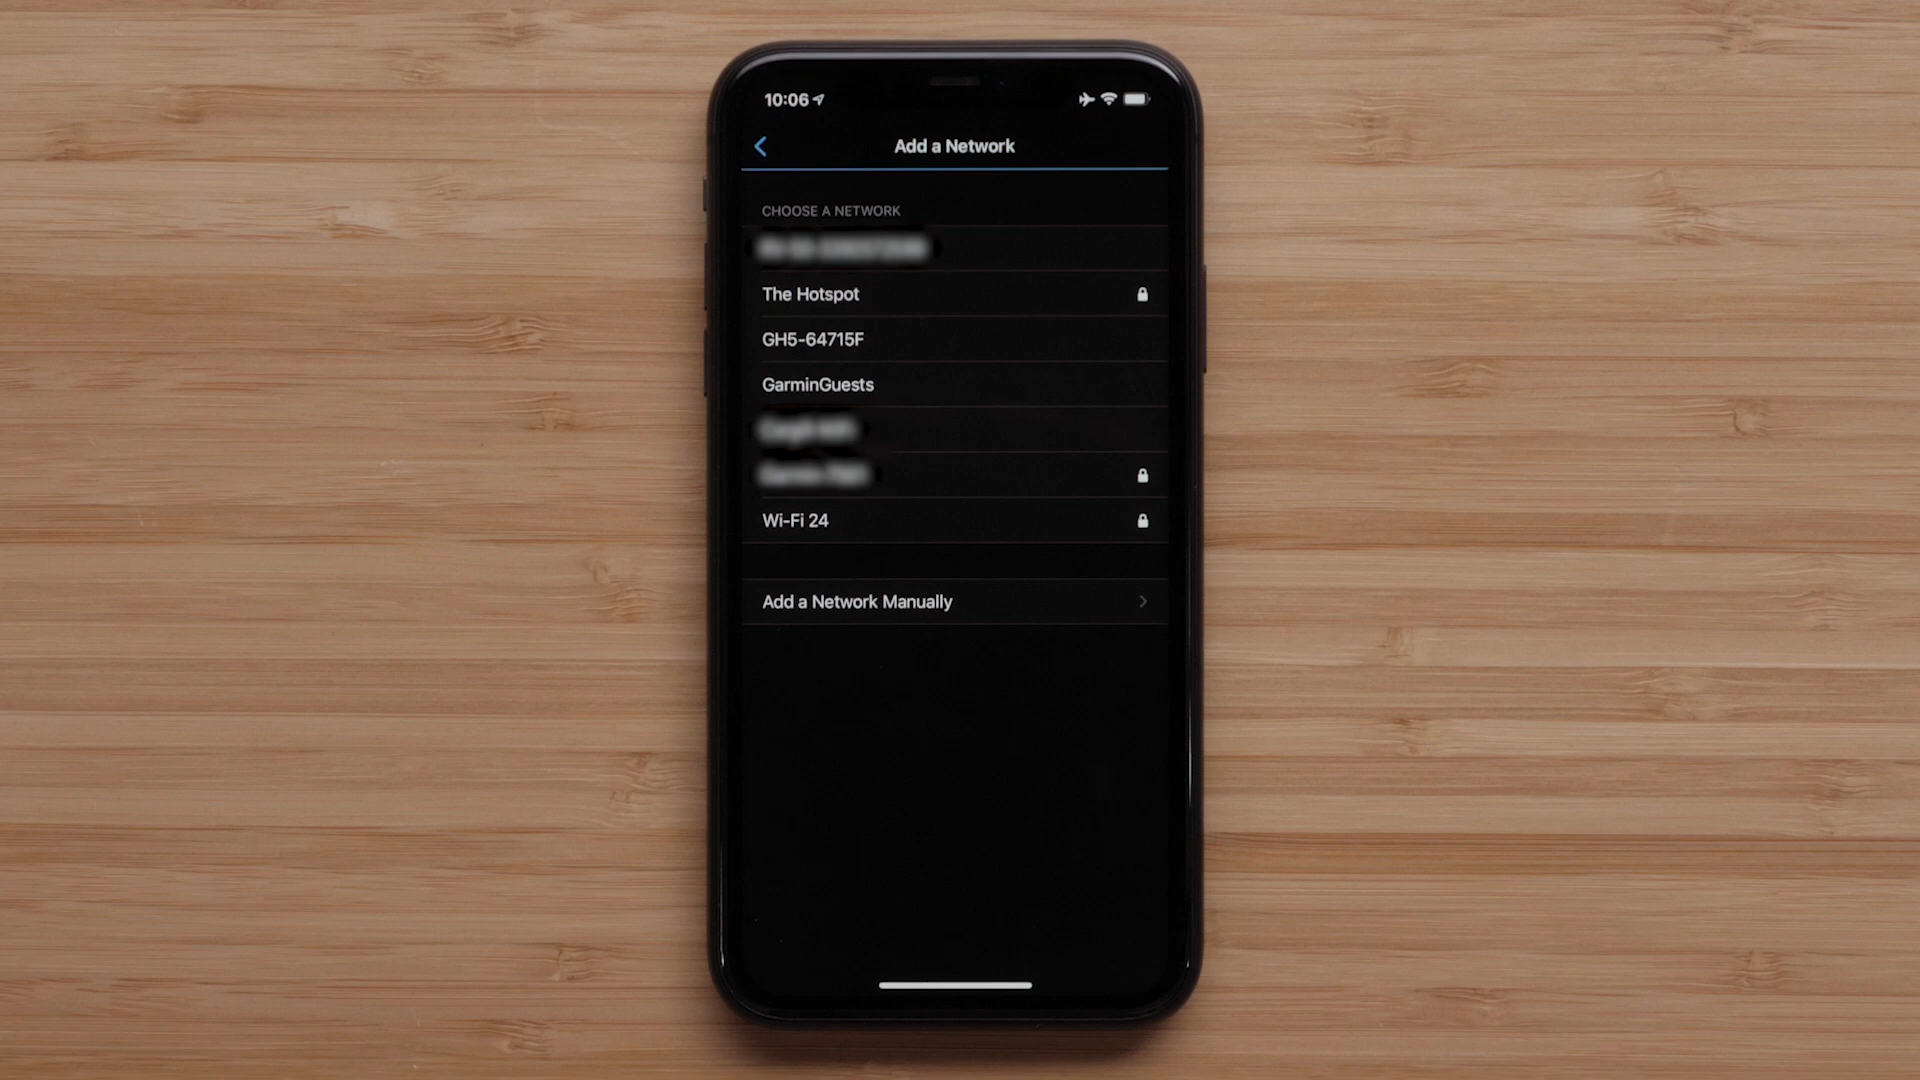 10:06
Add a Network
CHOOSE A NETWORK
The Hotspot
GH5-64715F
GarminGuests
Wi-Fi 24
Add a Network Manually